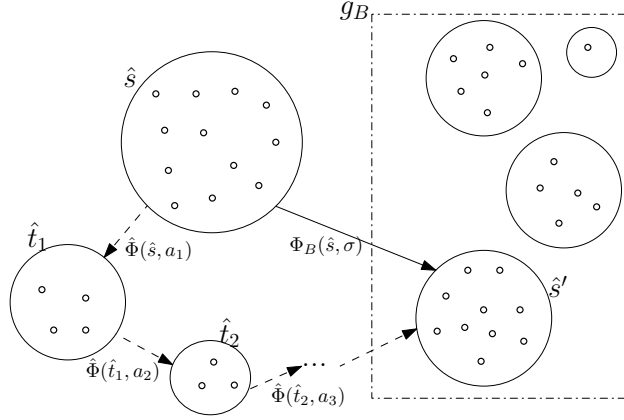 g_B
ŝ
t̂_1
Φ̂(ŝ, a_1)
Φ_B(ŝ, σ)
ŝ′
t̂_2
Φ̂(t̂_1, a_2)
...
Φ̂(t̂_2, a_3)